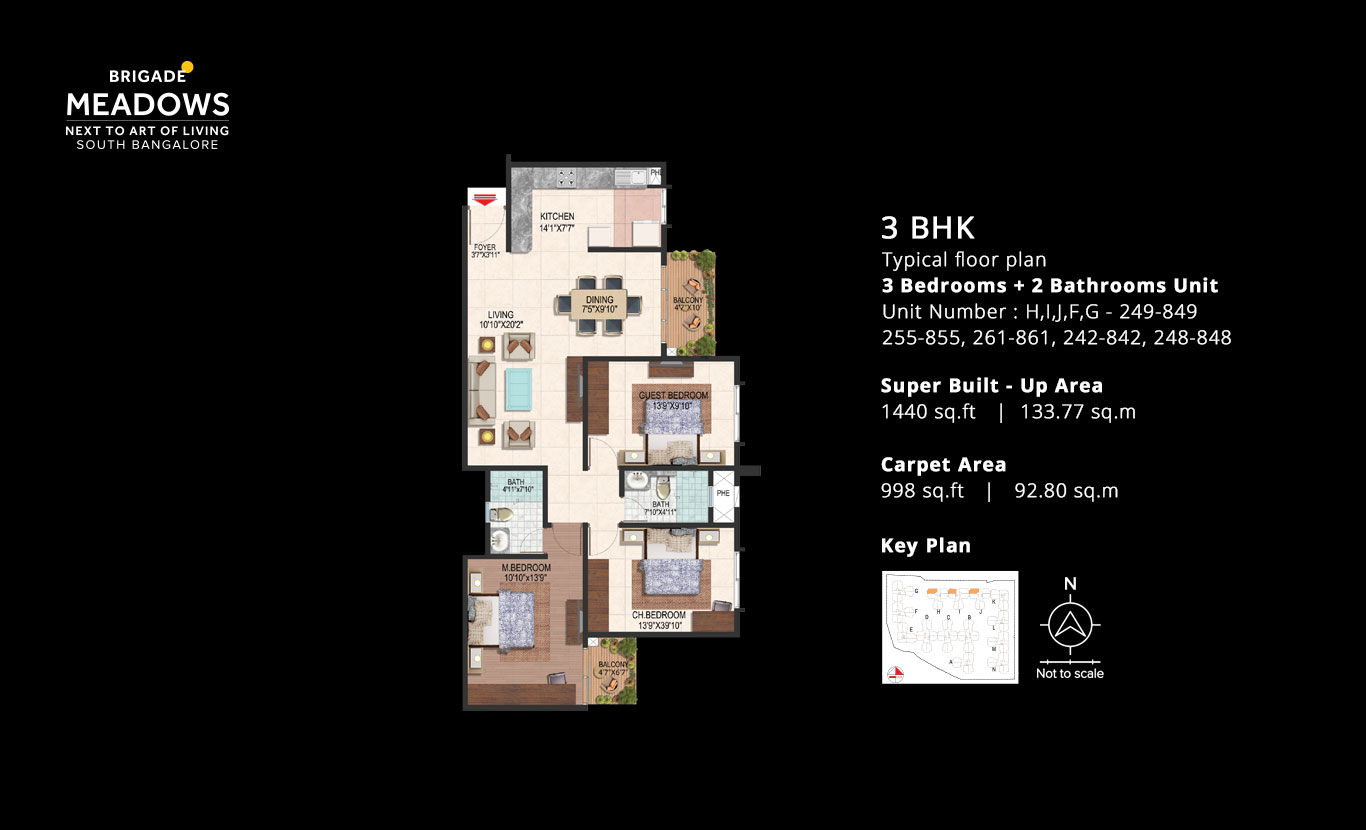 BRIGADE
MEADOWS
NEXT TO ART OF LIVING
SOUTH BANGALORE
PHE
KITCHEN
14'1"X7'7"
FOYER
3'7"X3'11"
DINING
7'5"X9'10"
BALCONY
4'7"X10'
LIVING
10'10"X20'2"
GUEST BEDROOM
13'9"X9'10"
BATH
4'11"x7'10"
BATH
7'10"X4'11"
PHE
M.BEDROOM
10'10"x13'9"
CH.BEDROOM
13'9"X39'10"
BALCONY
4'7"X6'7"
3 BHK
Typical floor plan
3 Bedrooms + 2 Bathrooms Unit
Unit Number : H,I,J,F,G - 249-849
255-855, 261-861, 242-842, 248-848
Super Built - Up Area
1440 sq.ft | 133.77 sq.m
Carpet Area
998 sq.ft | 92.80 sq.m
Key Plan
G
K
F
H
I
J
D
C
B
L
E
M
A
N
N
Not to scale